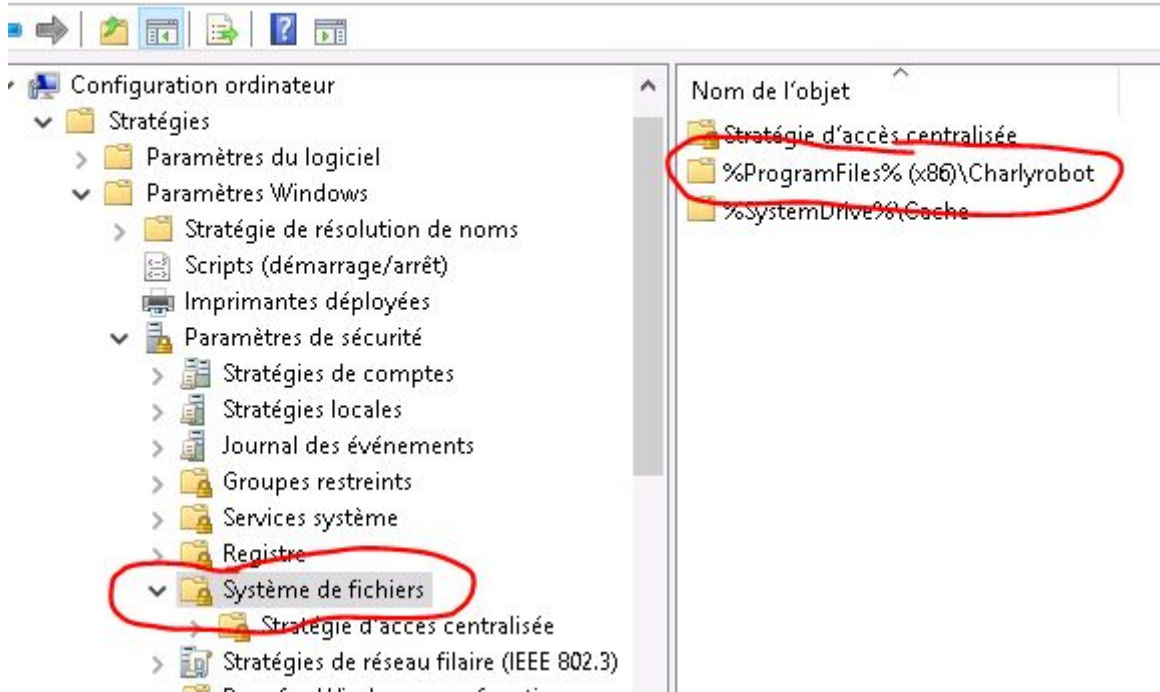 Configuration ordinateur
Stratégies
Paramètres du logiciel
Paramètres Windows
Stratégie de résolution de noms
Scripts (démarrage/arrêt)
Imprimantes déployées
Paramètres de sécurité
Stratégies de comptes
Stratégies locales
Journal des événements
Groupes restreints
Services système
Registre
Système de fichiers
Stratégie d'accès centralisée
Stratégies de réseau filaire (IEEE 802.3)
Nom de l'objet
Stratégie d'accès centralisée
%ProgramFiles% (x86)\Charlyrobot
%SystemDrive%\Cache